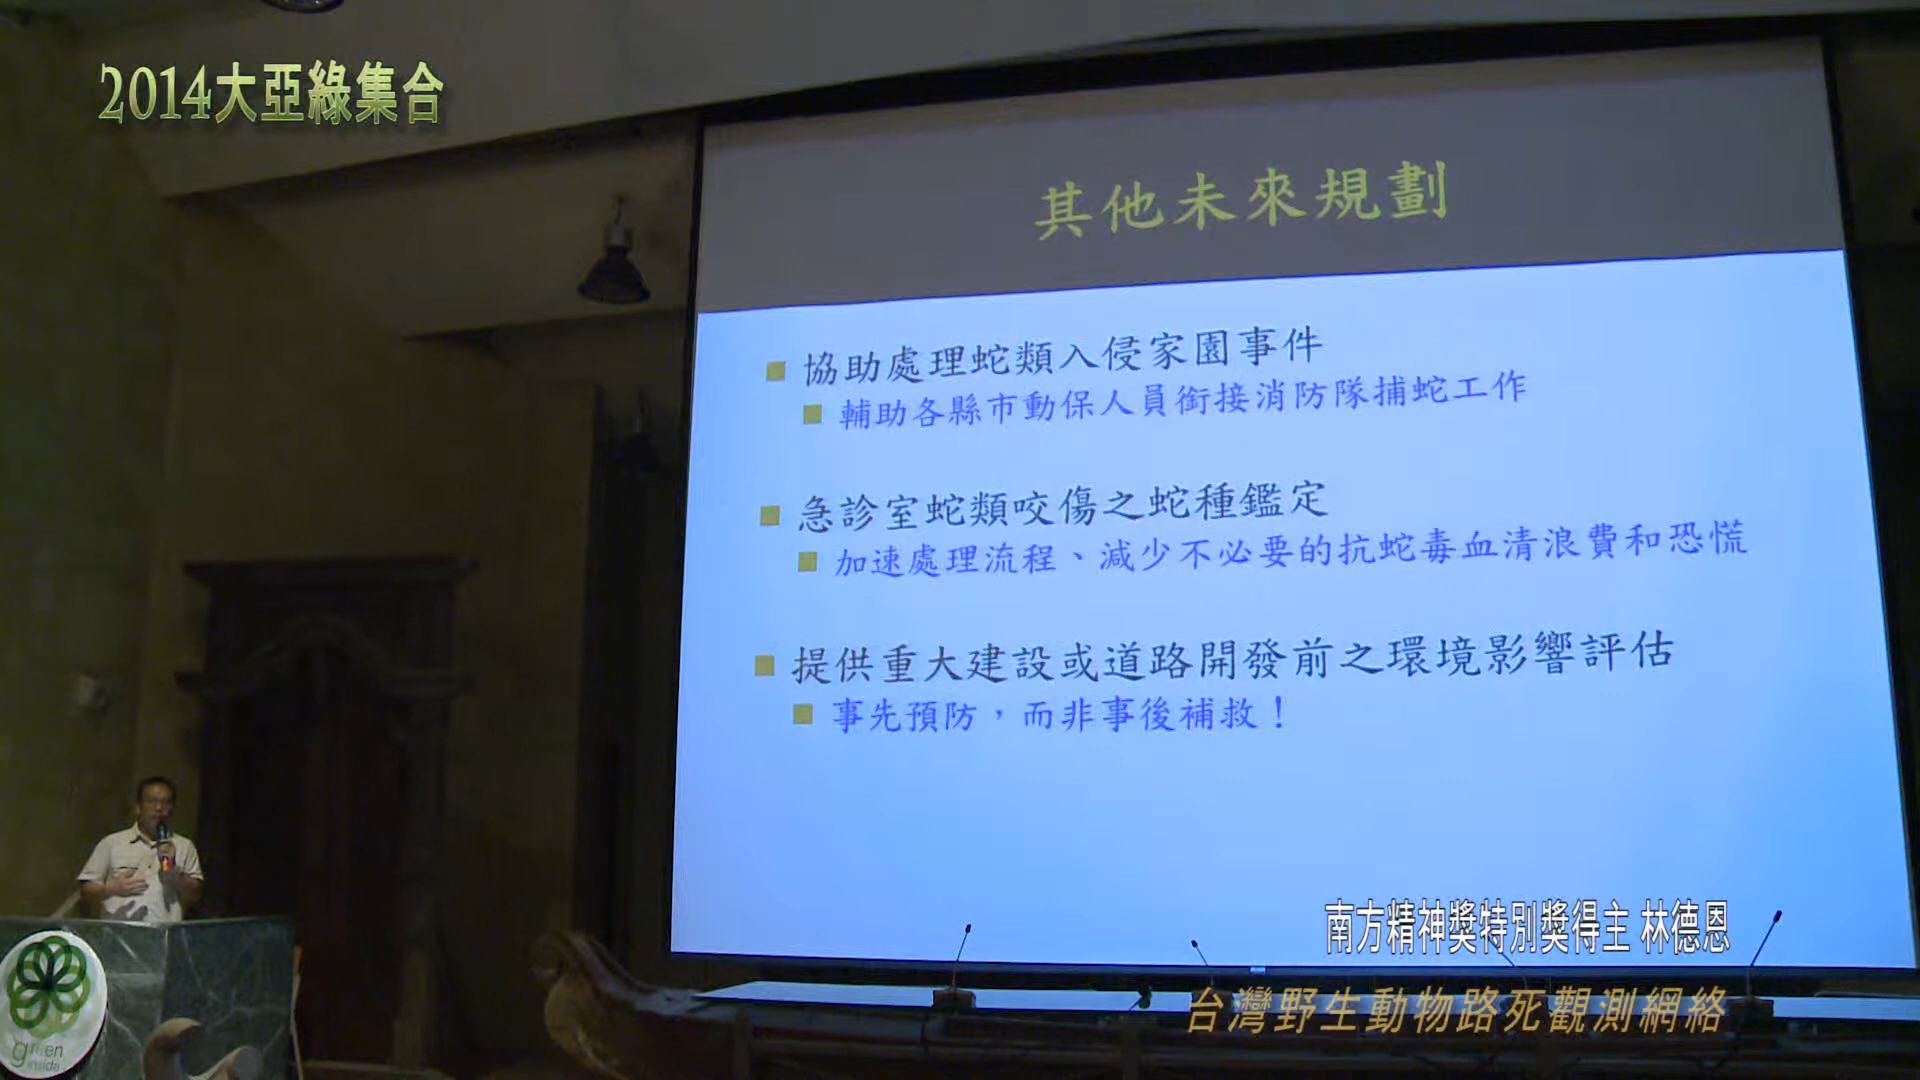 2014大亞綠集合
其他未來規劃
協助處理蛇類入侵家園事件
輔助各縣市動保人員銜接消防隊捕蛇工作
急診室蛇類咬傷之蛇種鑑定
加速處理流程、減少不必要的抗蛇毒血清浪費和恐慌
提供重大建設或道路開發前之環境影響評估
事先預防，而非事後補救！
南方精神獎特別獎得主 林德恩
台灣野生動物路死觀測網絡
green
inside